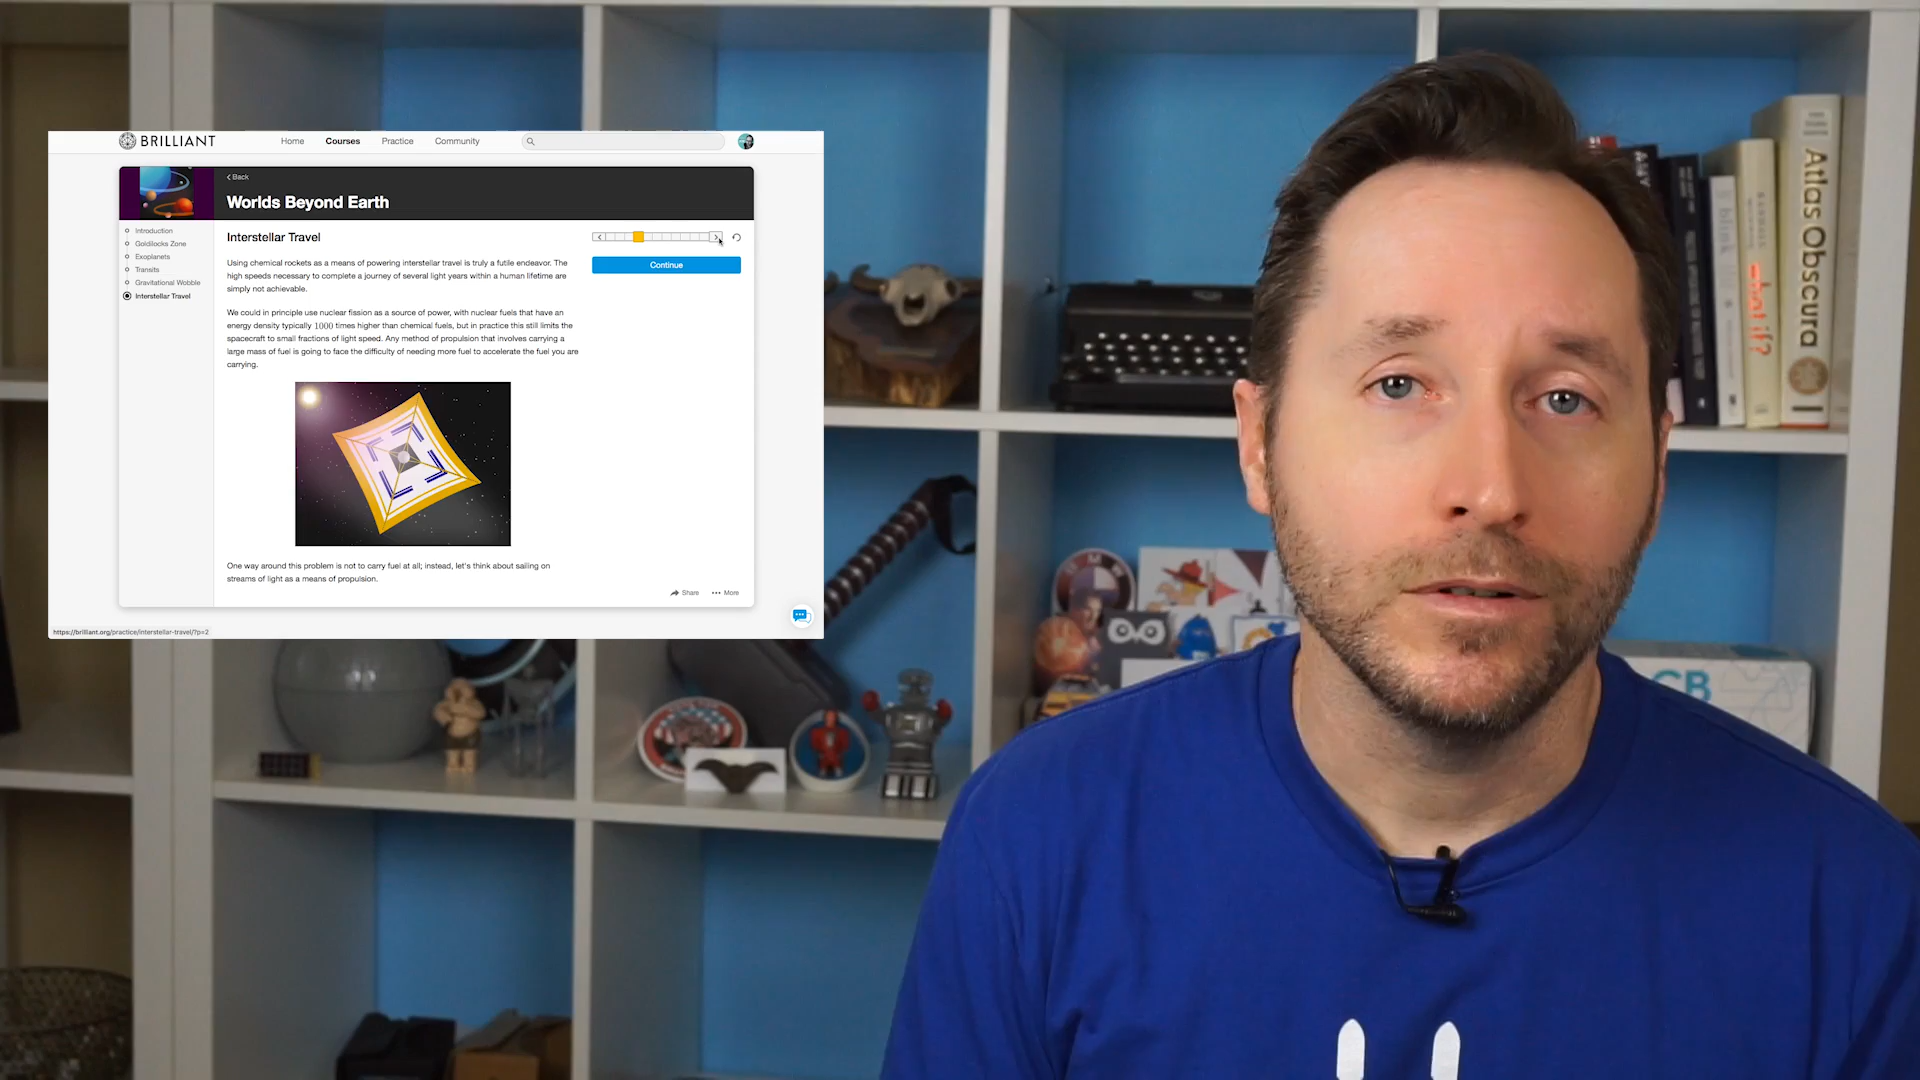 BRILLIANT
Home Courses Practice Community
Back
Worlds Beyond Earth
Introduction
Goldilocks Zone
Exoplanets
Transits
Gravitational Wobble
Interstellar Travel
Interstellar Travel
Continue
Using chemical rockets as a means of powering interstellar travel is truly a futile endeavor. The
high speeds necessary to complete a journey of several light years within a human lifetime are
simply not achievable.
We could in principle use nuclear fission as a source of power, with nuclear fuels that have an
energy density typically 1000 times higher than chemical fuels, but in practice this still limits the
spacecraft to small fractions of light speed. Any method of propulsion that involves carrying a
large mass of fuel is going to face the difficulty of needing more fuel to accelerate the fuel you are
carrying.
One way around this problem is not to carry fuel at all; instead, let's think about sailing on
streams of light as a means of propulsion.
Share More
https://brilliant.org/practice/interstellar-travel/?p=2
blink
what if?
Atlas Obscura
CB